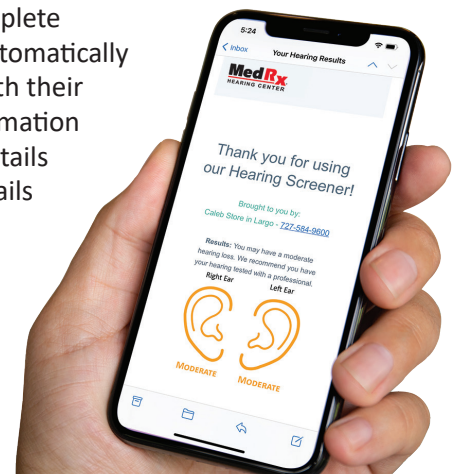 plete
tomatically
th their
mation
tails
ails
5:24
Inbox
Your Hearing Results
MedRx
HEARING CENTER
Thank you for using
our Hearing Screener!
Brought to you by:
Caleb Store in Largo - 727-584-9600
Results: You may have a moderate
hearing loss. We recommend you have
your hearing tested with a professional.
Right Ear Left Ear
MODERATE MODERATE